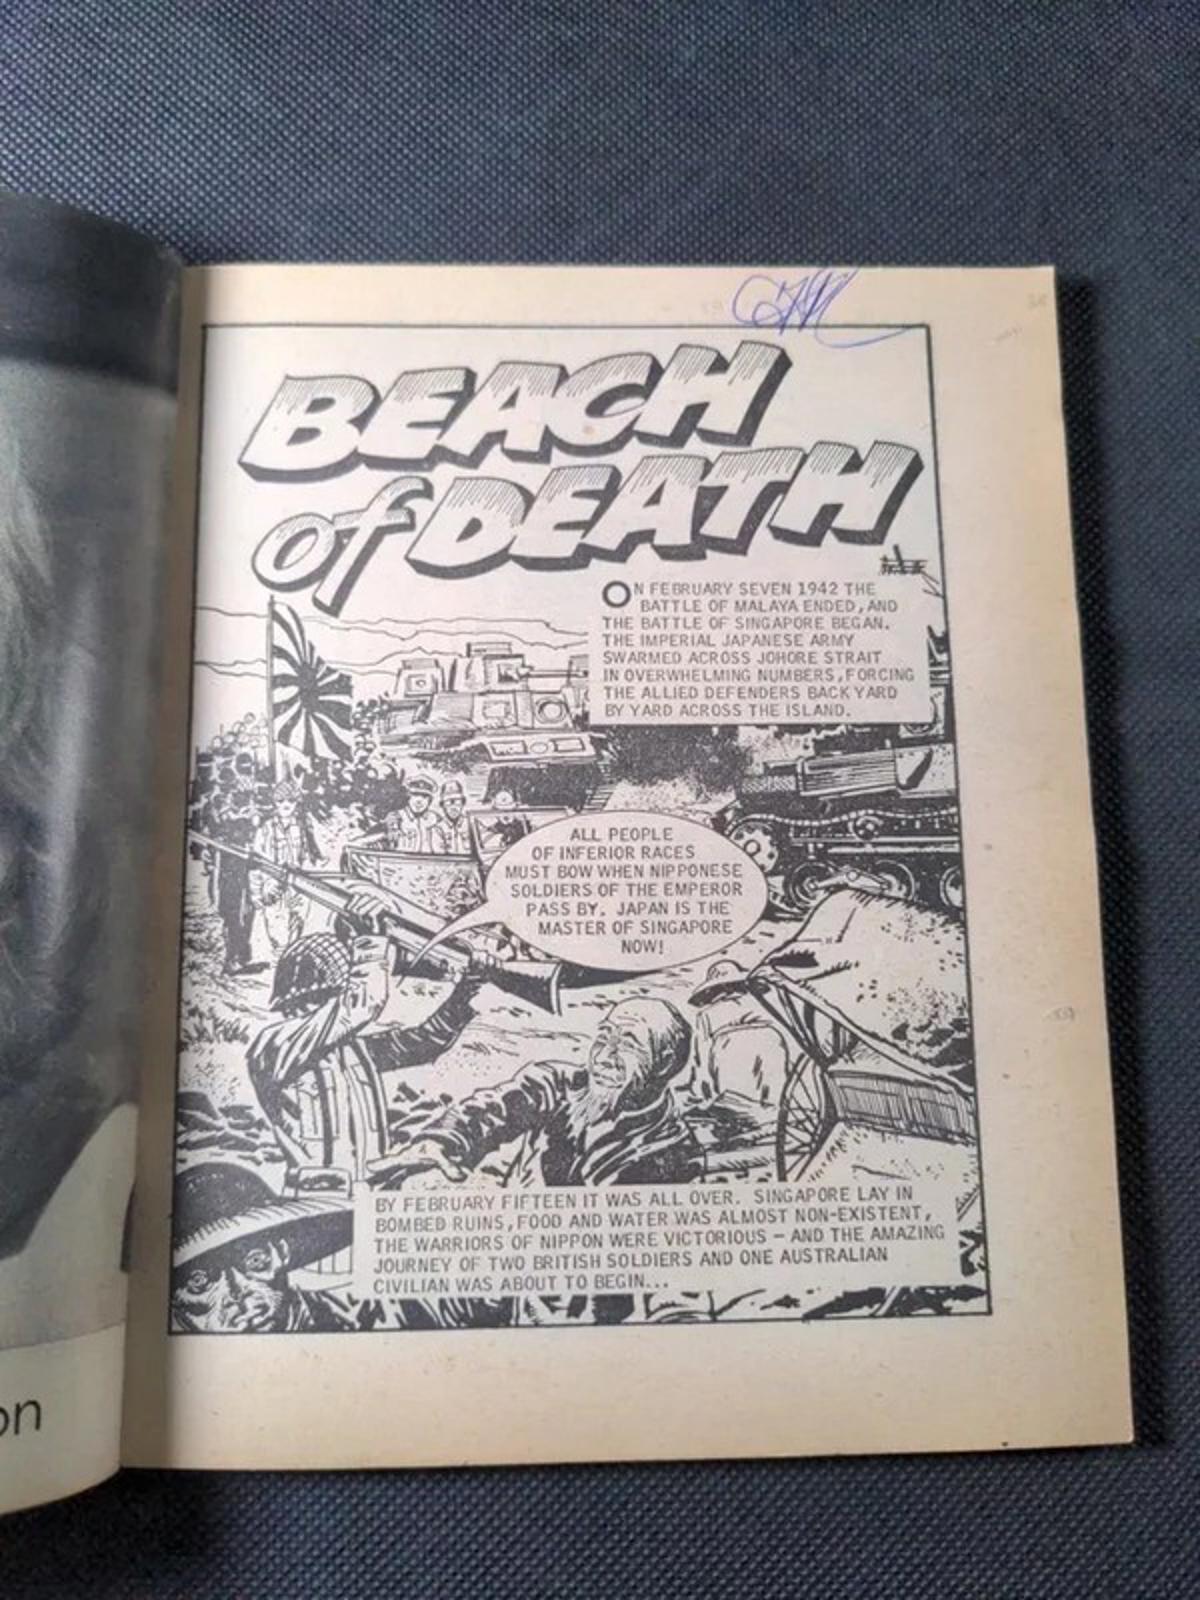 BEACH
of DEATH
ON FEBRUARY SEVEN 1942 THE
BATTLE OF MALAYA ENDED, AND
THE BATTLE OF SINGAPORE BEGAN.
THE IMPERIAL JAPANESE ARMY
SWARMED ACROSS JOHORE STRAIT
IN OVERWHELMING NUMBERS, FORCING
THE ALLIED DEFENDERS BACK YARD
BY YARD ACROSS THE ISLAND.
ALL PEOPLE
OF INFERIOR RACES
MUST BOW WHEN NIPPONESE
SOLDIERS OF THE EMPEROR
PASS BY. JAPAN IS THE
MASTER OF SINGAPORE
NOW!
BY FEBRUARY FIFTEEN IT WAS ALL OVER. SINGAPORE LAY IN
BOMBED RUINS, FOOD AND WATER WAS ALMOST NON-EXISTENT,
THE WARRIORS OF NIPPON WERE VICTORIOUS – AND THE AMAZING
JOURNEY OF TWO BRITISH SOLDIERS AND ONE AUSTRALIAN
CIVILIAN WAS ABOUT TO BEGIN...
on